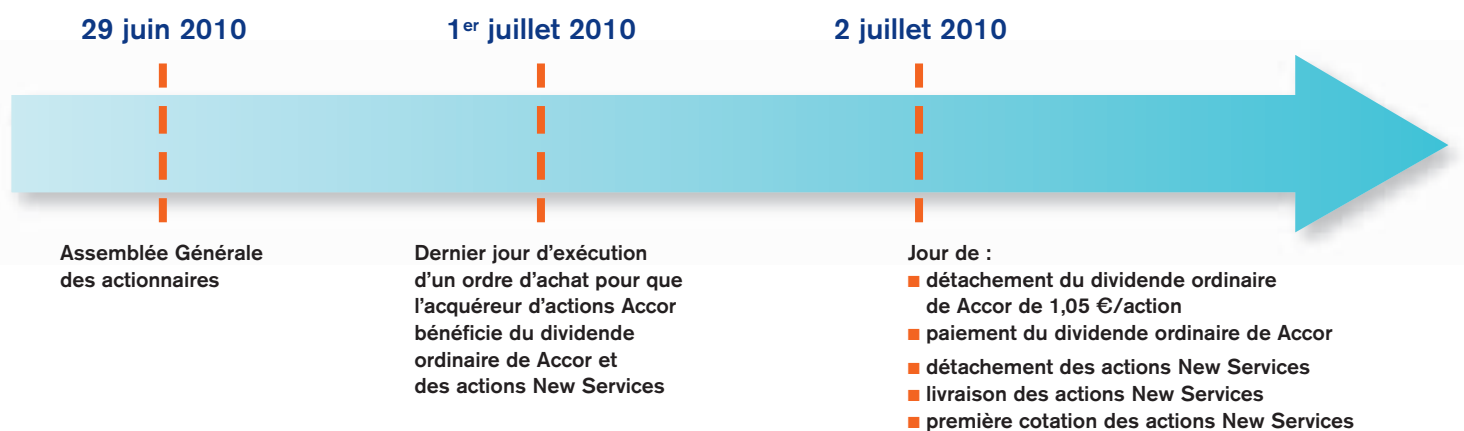 29 juin 2010
1er juillet 2010
2 juillet 2010
Assemblée Générale
des actionnaires
Dernier jour d’exécution
d’un ordre d’achat pour que
l’acquéreur d’actions Accor
bénéficie du dividende
ordinaire de Accor et
des actions New Services
Jour de :
■ détachement du dividende ordinaire
de Accor de 1,05 €/action
■ paiement du dividende ordinaire de Accor
■ détachement des actions New Services
■ livraison des actions New Services
■ première cotation des actions New Services